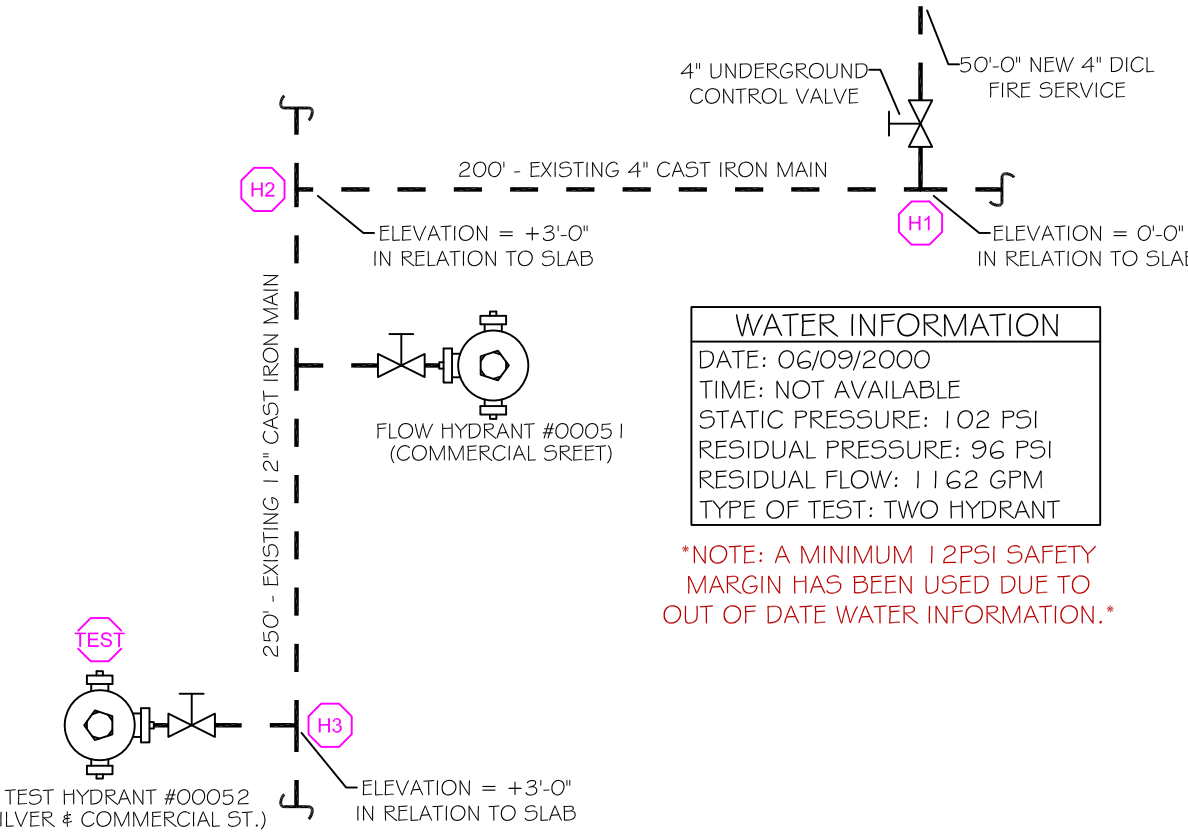 4" UNDERGROUND
CONTROL VALVE
50'-0" NEW 4" DICL
FIRE SERVICE
200' - EXISTING 4" CAST IRON MAIN
H2
H1
ELEVATION = +3'-0"
IN RELATION TO SLAB
ELEVATION = 0'-0"
IN RELATION TO SLAB
250' - EXISTING 12" CAST IRON MAIN
FLOW HYDRANT #00051
(COMMERCIAL SREET)
WATER INFORMATION
DATE: 06/09/2000
TIME: NOT AVAILABLE
STATIC PRESSURE: 102 PSI
RESIDUAL PRESSURE: 96 PSI
RESIDUAL FLOW: 1162 GPM
TYPE OF TEST: TWO HYDRANT
*NOTE: A MINIMUM 12PSI SAFETY
MARGIN HAS BEEN USED DUE TO
OUT OF DATE WATER INFORMATION.*
TEST
H3
TEST HYDRANT #00052
ILVER & COMMERCIAL ST.)
ELEVATION = +3'-0"
IN RELATION TO SLAB